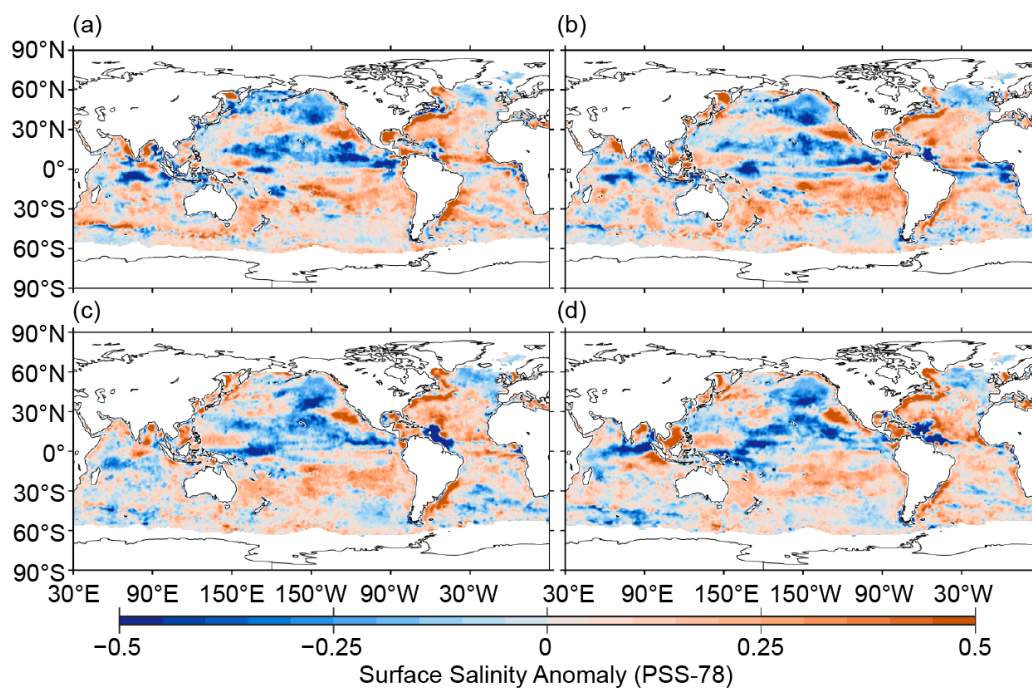 (a) (b)
90°N
60°N
30°N
0°
30°S
60°S
90°S
(c) (d)
90°N
60°N
30°N
0°
30°S
60°S
90°S
30°E 90°E 150°E 150°W 90°W 30°W 30°E 90°E 150°E 150°W 90°W 30°W
−0.5 −0.25 0 0.25 0.5
Surface Salinity Anomaly (PSS-78)